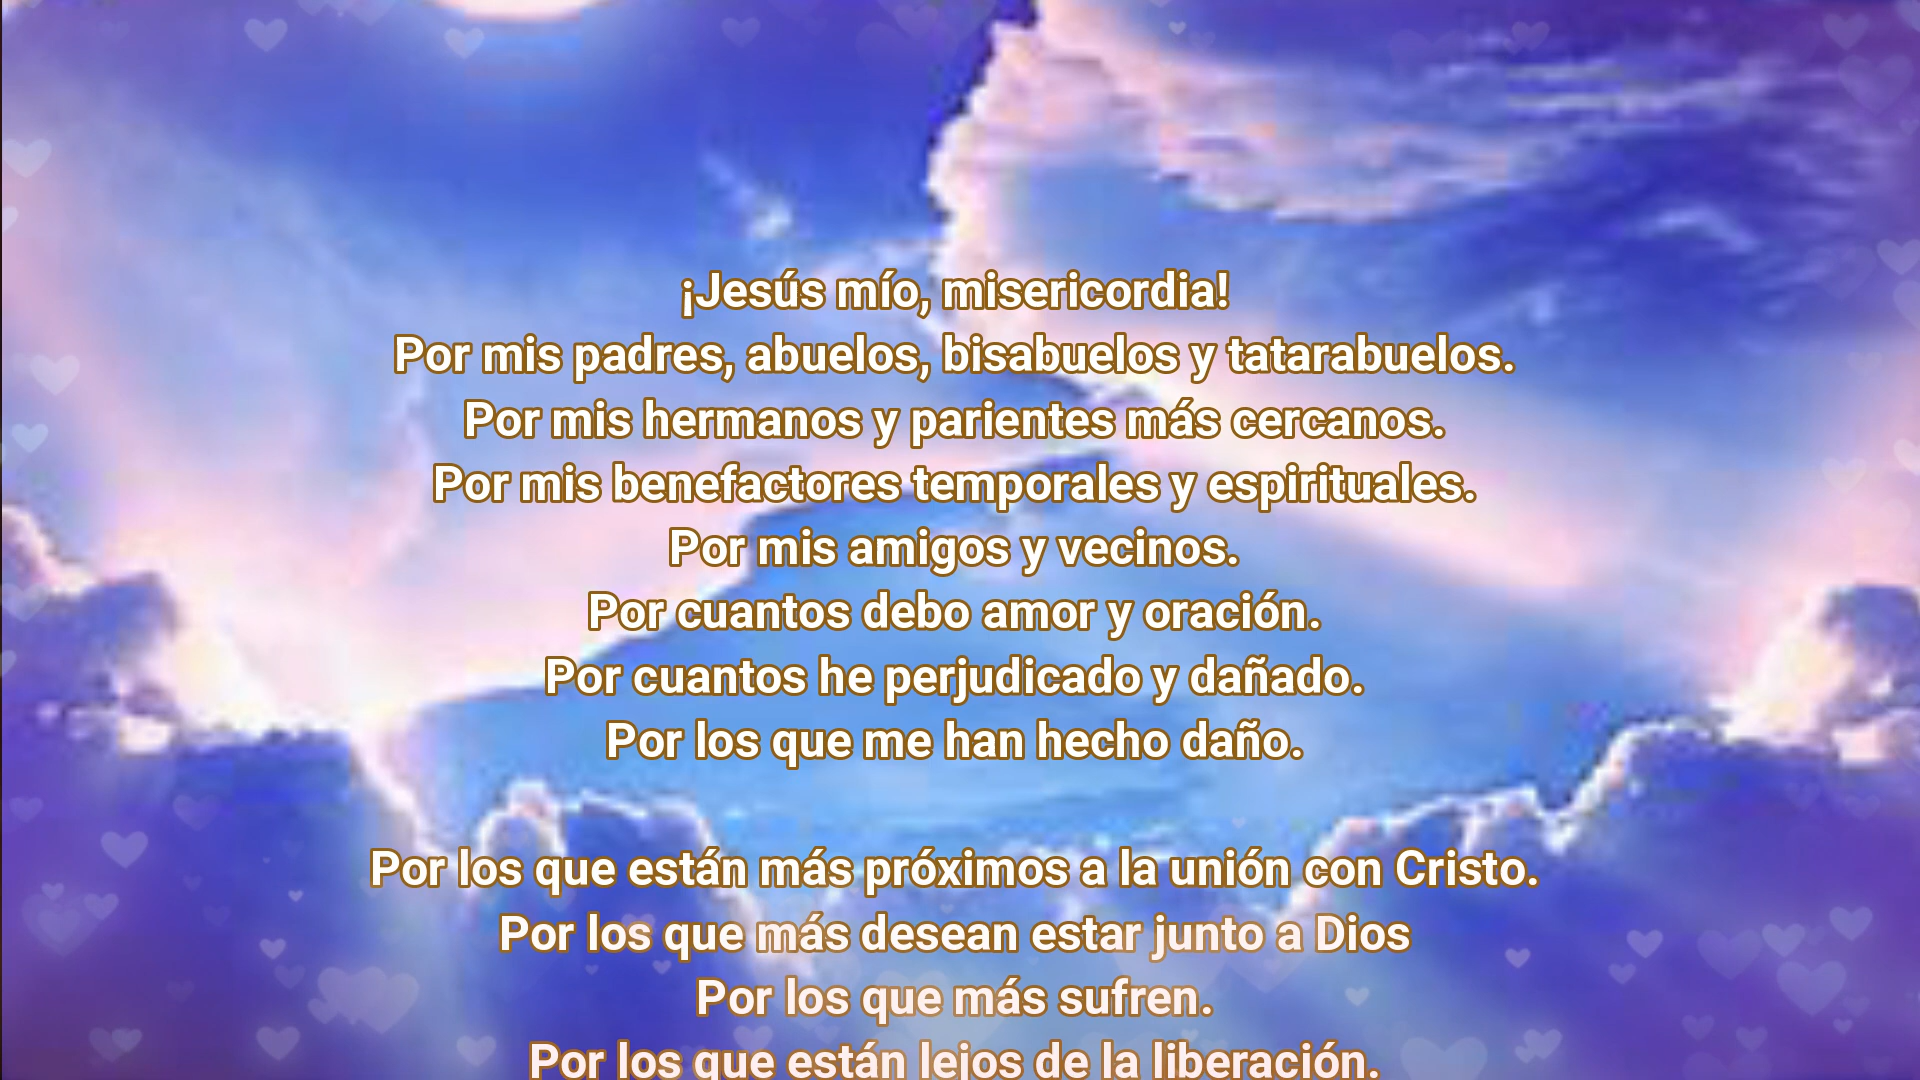 ¡Jesús mío, misericordia!
Por mis padres, abuelos, bisabuelos y tatarabuelos.
Por mis hermanos y parientes más cercanos.
Por mis benefactores temporales y espirituales.
Por mis amigos y vecinos.
Por cuantos debo amor y oración.
Por cuantos he perjudicado y dañado.
Por los que me han hecho daño.
Por los que están más próximos a la unión con Cristo.
Por los que más desean estar junto a Dios
Por los que más sufren.
Por los que están lejos de la liberación.